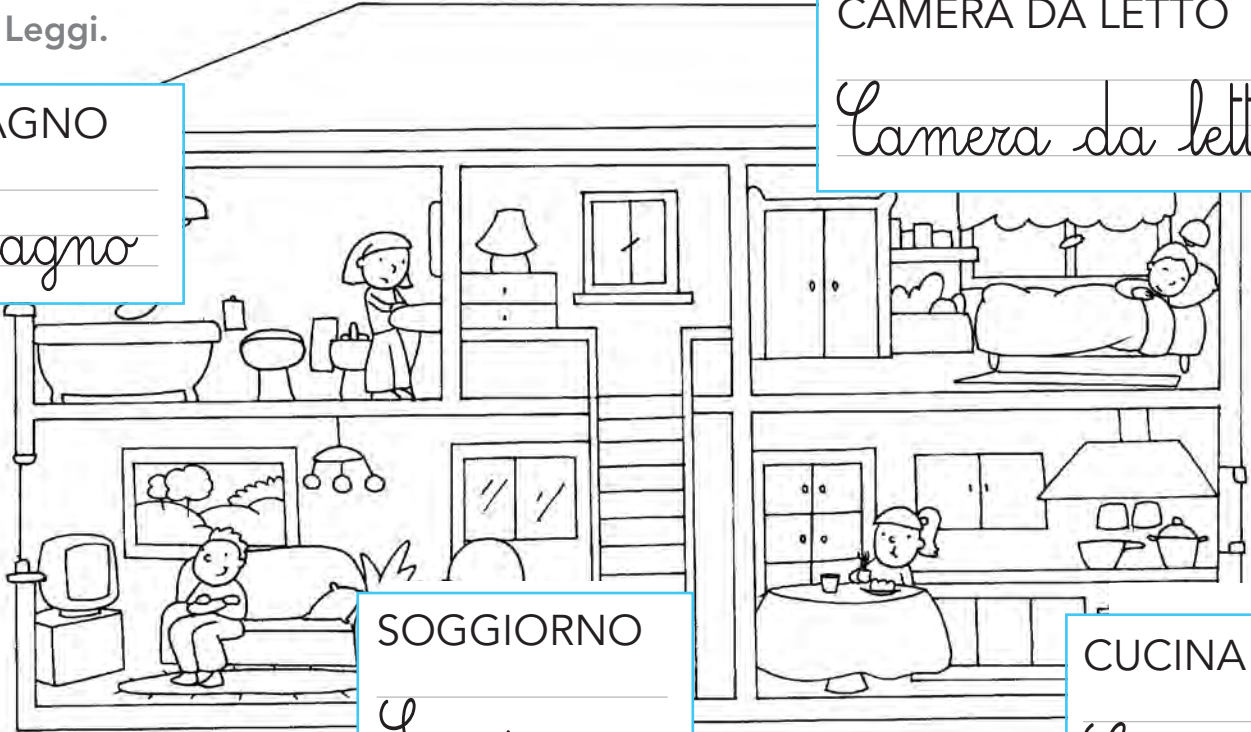 Leggi.
CAMERA DA LETTO
Camera da lett
AGNO
agno
SOGGIORNO
CUCINA